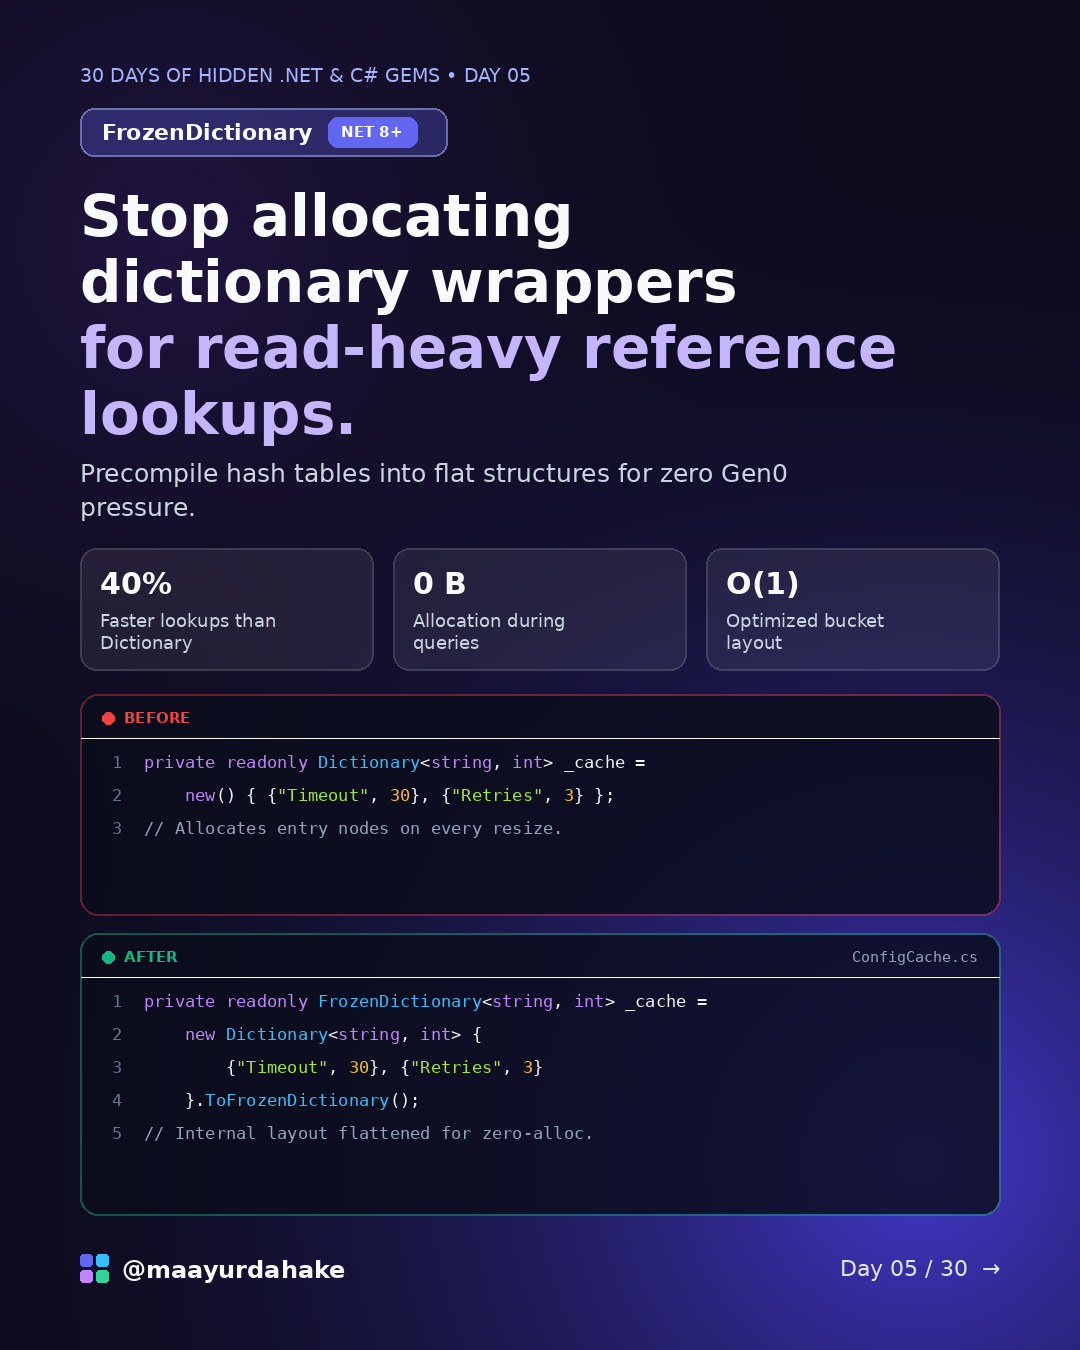 30 DAYS OF HIDDEN .NET & C# GEMS • DAY 05
FrozenDictionary NET 8+
Stop allocating
dictionary wrappers
for read-heavy reference
lookups.
Precompile hash tables into flat structures for zero Gen0
pressure.
40%
Faster lookups than
Dictionary
0 B
Allocation during
queries
O(1)
Optimized bucket
layout
BEFORE
1 private readonly Dictionary<string, int> _cache =
2     new() { {"Timeout", 30}, {"Retries", 3} };
3 // Allocates entry nodes on every resize.
AFTER ConfigCache.cs
1 private readonly FrozenDictionary<string, int> _cache =
2     new Dictionary<string, int> {
3         {"Timeout", 30}, {"Retries", 3}
4     }.ToFrozenDictionary();
5 // Internal layout flattened for zero-alloc.
@maayurdahake
Day 05 / 30 →